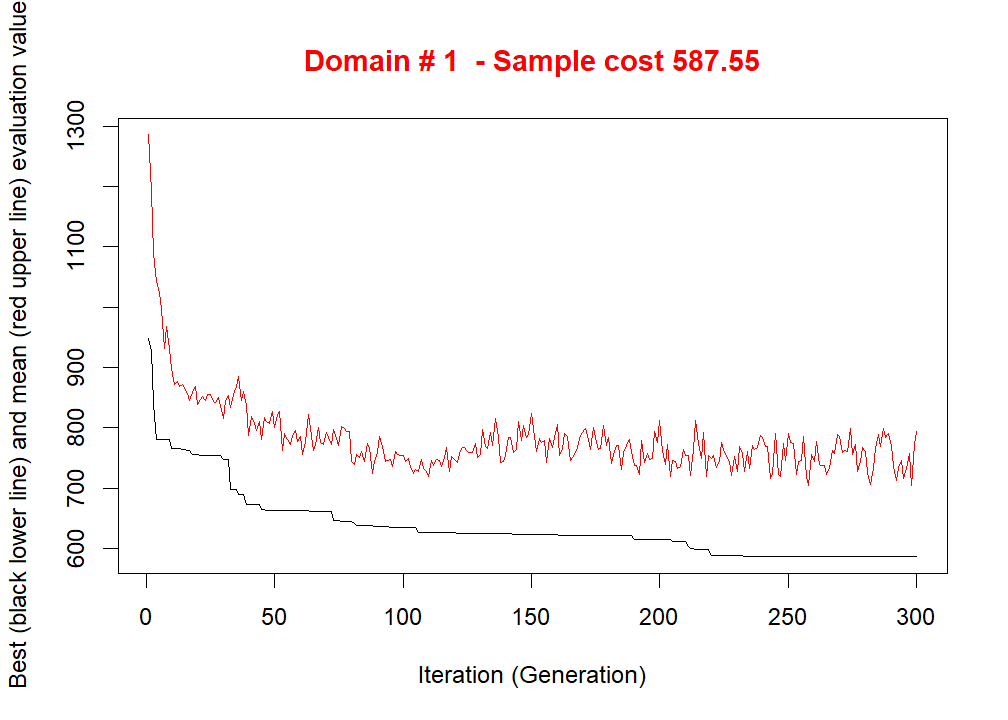 Domain # 1  - Sample cost 587.55
Best (black lower line) and mean (red upper line) evaluation value
1300
1100
900
800
700
600
0 50 100 150 200 250 300
Iteration (Generation)